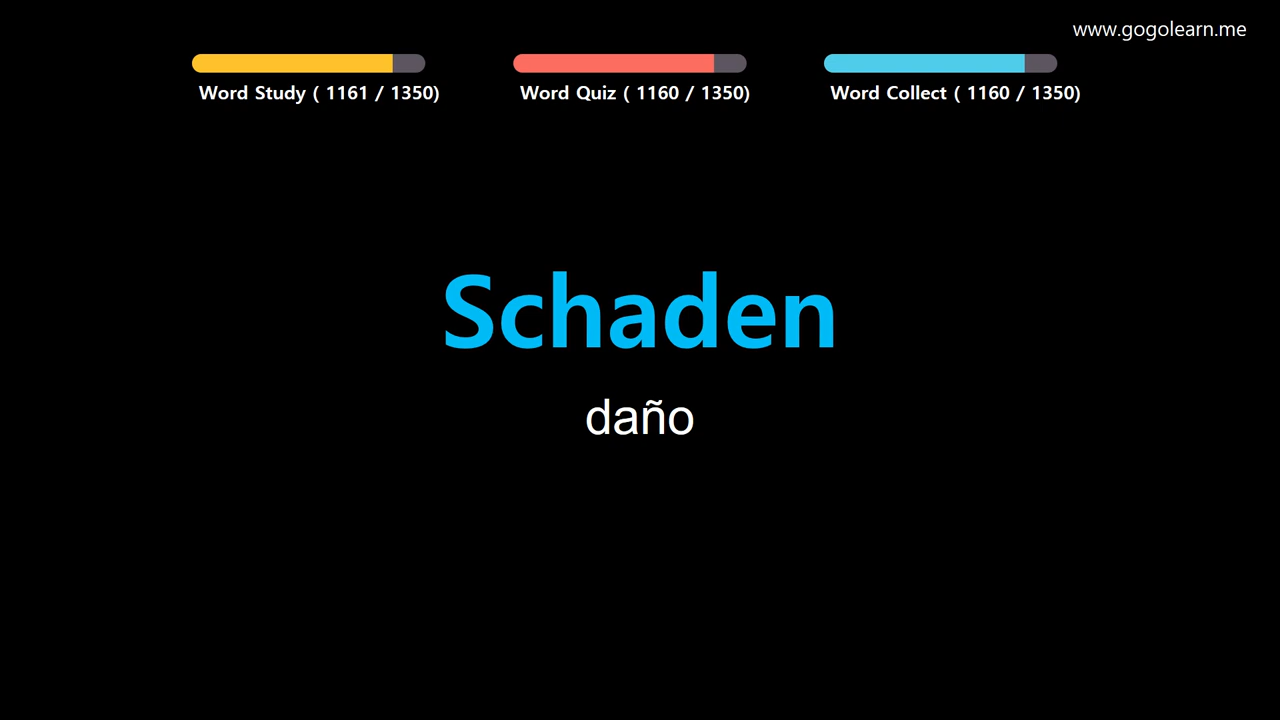 www.gogolearn.me
Word Study ( 1161 / 1350)
Word Quiz ( 1160 / 1350)
Word Collect ( 1160 / 1350)
Schaden
daño